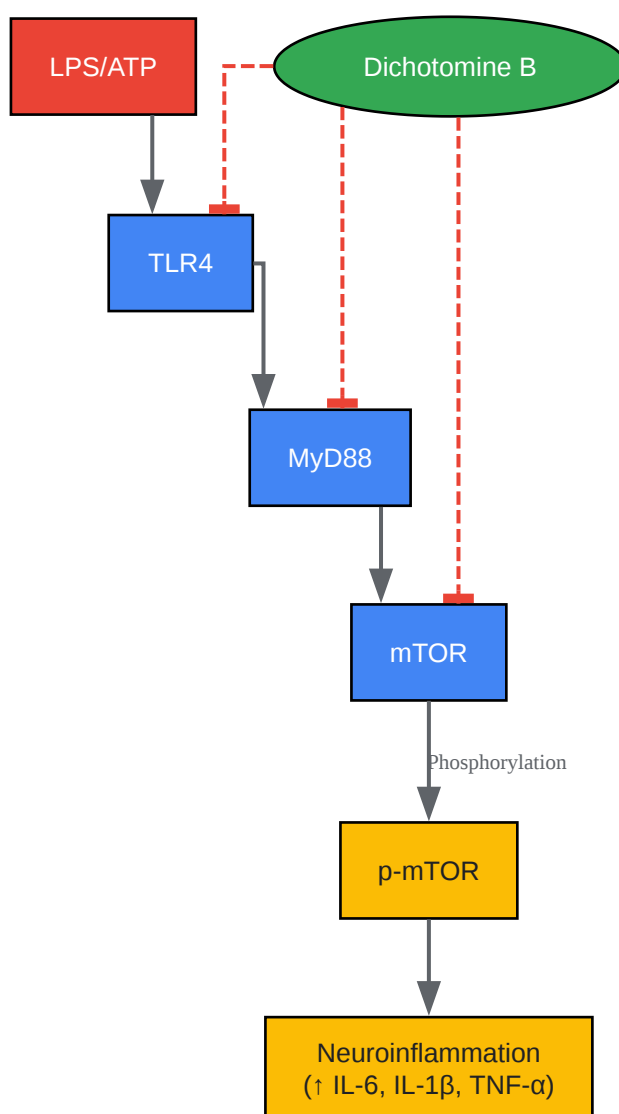 LPS/ATP
Dichotomine B
TLR4
MyD88
mTOR
Phosphorylation
p-mTOR
Neuroinflammation
(↑ IL-6, IL-1β, TNF-α)